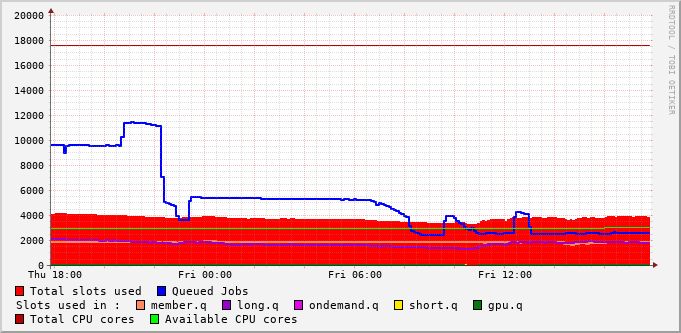 20000
18000
16000
14000
12000
10000
8000
6000
4000
2000
0
Thu 18:00 Fri 00:00 Fri 06:00 Fri 12:00
RRDTOOL / TOBI OETIKER
Total slots used Queued Jobs
Slots used in : member.q long.q ondemand.q short.q gpu.q
Total CPU cores Available CPU cores